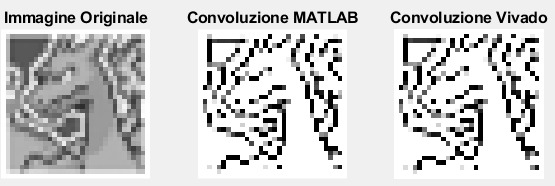 Immagine Originale
Convoluzione MATLAB
Convoluzione Vivado